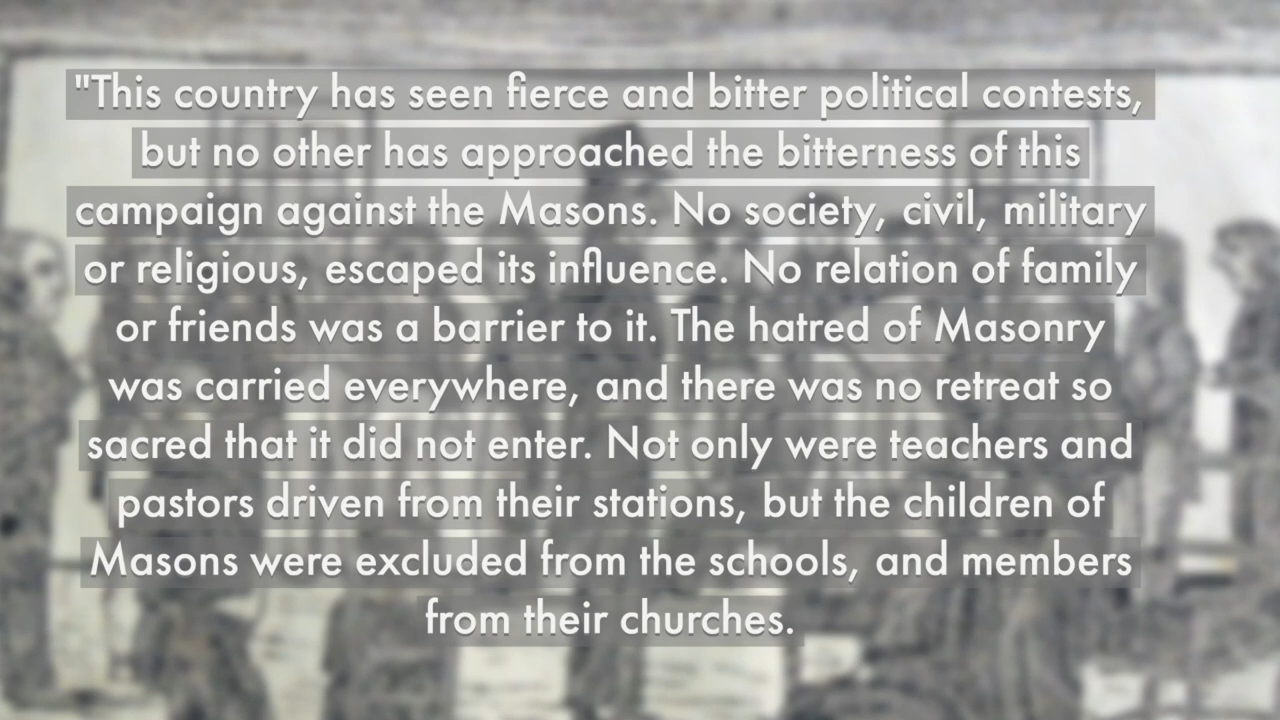 "This country has seen fierce and bitter political contests,
but no other has approached the bitterness of this
campaign against the Masons. No society, civil, military
or religious, escaped its influence. No relation of family
or friends was a barrier to it. The hatred of Masonry
was carried everywhere, and there was no retreat so
sacred that it did not enter. Not only were teachers and
pastors driven from their stations, but the children of
Masons were excluded from the schools, and members
from their churches.